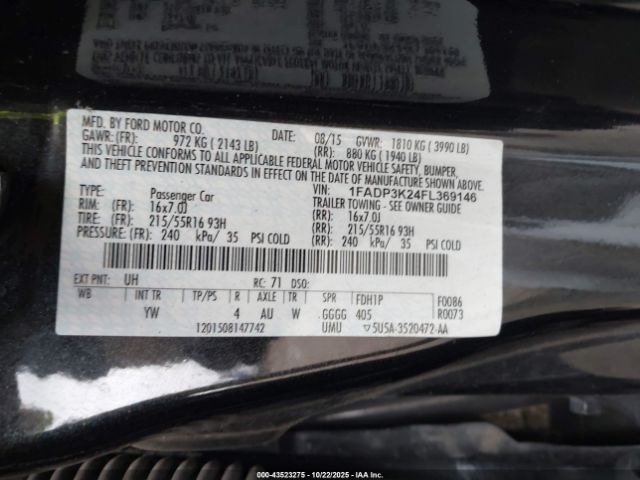 MFD. BY FORD MOTOR CO. DATE: 08/15 GVWR: 1810 KG ( 3990 LB)
GAWR: (FR): 972 KG ( 2143 LB) (RR): 880 KG ( 1940 LB)
THIS VEHICLE CONFORMS TO ALL APPLICABLE FEDERAL MOTOR VEHICLE SAFETY, BUMPER,
AND THEFT PREVENTION STANDARDS IN EFFECT ON THE DATE OF MANUFACTURE SHOWN ABOVE.
VIN: 1FADP3K24FL369146
TYPE: Passenger Car TRAILER TOWING - SEE OWNER GUIDE
RIM: (FR): 16x7.0J (RR): 16x7.0J
TIRE: (FR): 215/55R16 93H (RR): 215/55R16 93H
PRESSURE: (FR): 240 kPa/ 35 PSI COLD (RR): 240 kPa/ 35 PSI COLD
EXT PNT: UH RC: 71 DSO:
WB INT TR TP/PS R AXLE TR SPR FDH1P F0086
YW 4 AU W GGGG 405 R0073
1201508147742 UMU ▽5U5A-3520472-AA
000-43523275 - 10/22/2025 - IAA Inc.